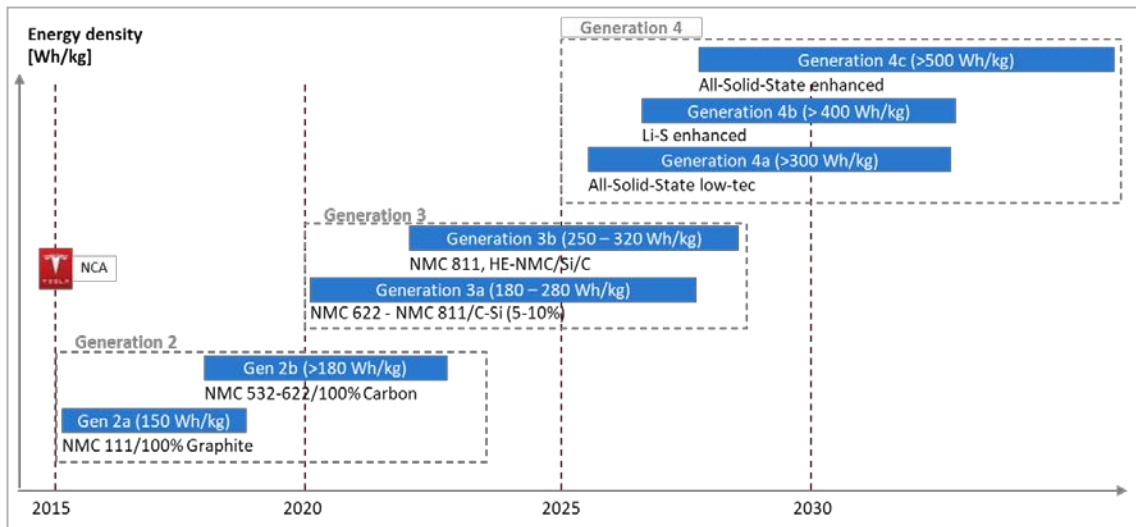 Energy density
[Wh/kg]
Generation 4
Generation 4c (>500 Wh/kg)
All-Solid-State enhanced
Generation 4b (> 400 Wh/kg)
Li-S enhanced
Generation 4a (>300 Wh/kg)
All-Solid-State low-tec
Generation 3
Generation 3b (250 – 320 Wh/kg)
NMC 811, HE-NMC/Si/C
TESLA
NCA
Generation 3a (180 – 280 Wh/kg)
NMC 622 - NMC 811/C-Si (5-10%)
Generation 2
Gen 2b (>180 Wh/kg)
NMC 532-622/100% Carbon
Gen 2a (150 Wh/kg)
NMC 111/100% Graphite
2015
2020
2025
2030